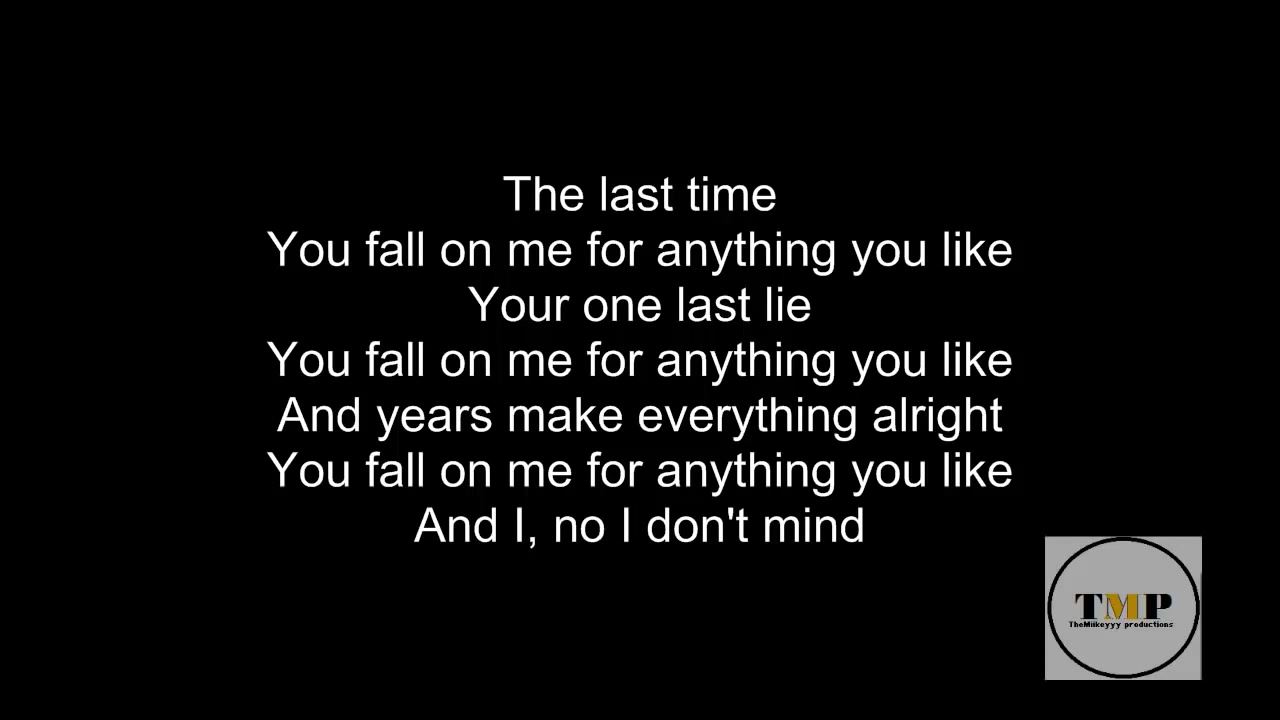 The last time
You fall on me for anything you like
Your one last lie
You fall on me for anything you like
And years make everything alright
You fall on me for anything you like
And I, no I don't mind
TMP
TheMiikeyyy productions